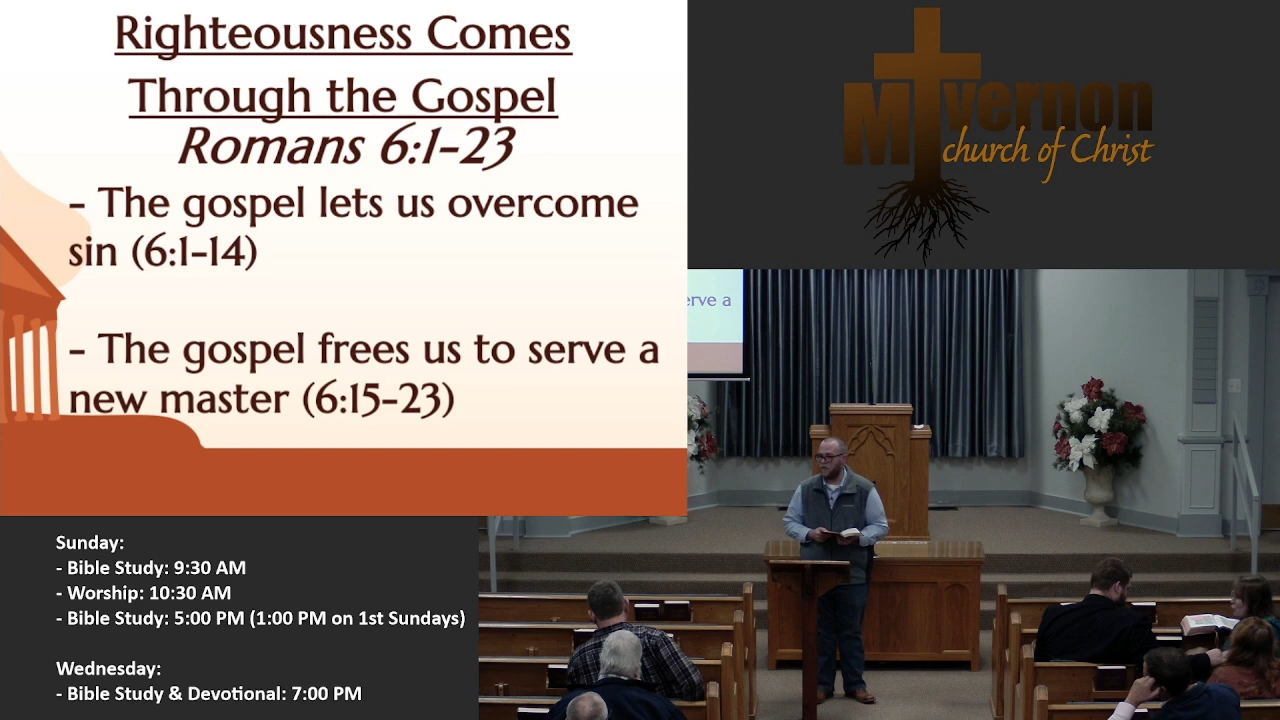 Righteousness Comes
Through the Gospel
Romans 6:1-23
- The gospel lets us overcome
sin (6:1-14)
- The gospel frees us to serve a
new master (6:15-23)
MT vernon
church of Christ
erve a
Sunday:
- Bible Study: 9:30 AM
- Worship: 10:30 AM
- Bible Study: 5:00 PM (1:00 PM on 1st Sundays)
Wednesday:
- Bible Study & Devotional: 7:00 PM